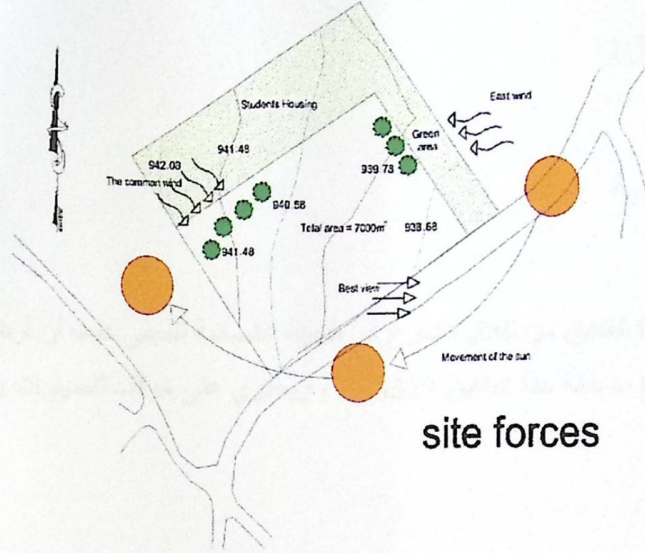 Students Housing
East wind
941.48
Green
area
942.03
939.73
The common wind
940.58
Total area = 7000m²
938.68
941.48
Best view
Movement of the sun
site forces